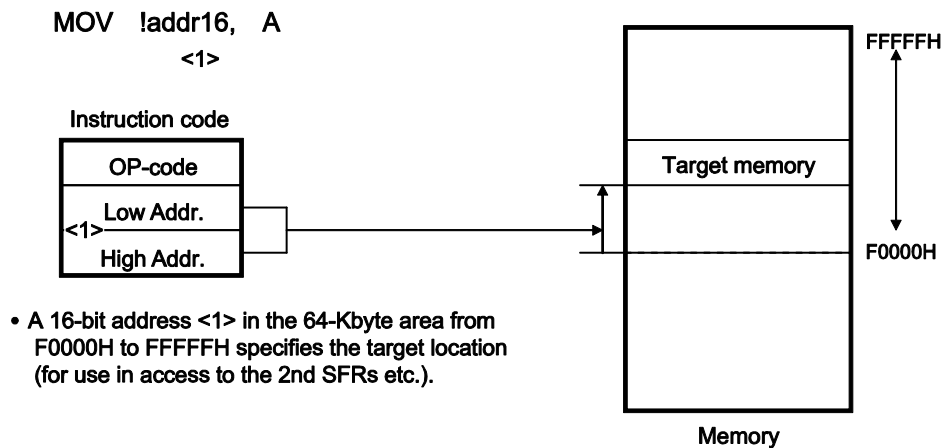 MOV !addr16, A
<1>
Instruction code
OP-code
Low Addr.
<1>
High Addr.
FFFFFH
Target memory
F0000H
• A 16-bit address <1> in the 64-Kbyte area from
F0000H to FFFFFH specifies the target location
(for use in access to the 2nd SFRs etc.).
Memory